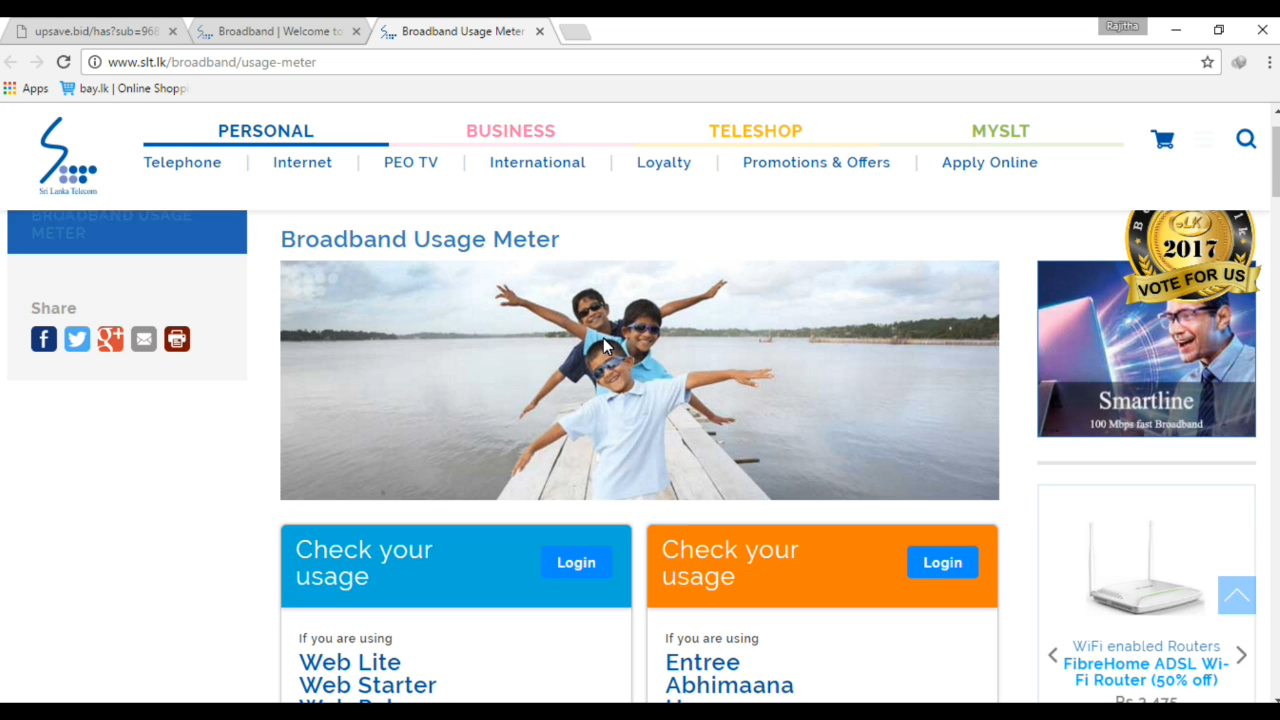 Rajitha
upsave.bid/has?sub=968
Broadband | Welcome to
Broadband Usage Meter
www.slt.lk/broadband/usage-meter
Apps
bay.lk | Online Shoppi
PERSONAL
BUSINESS
TELESHOP
MYSLT
Telephone
Internet
PEO TV
International
Loyalty
Promotions & Offers
Apply Online
Sri Lanka Telecom
BROADBAND USAGE
METER
Share
Broadband Usage Meter
LK
2017
VOTE FOR US
Smartline
100 Mbps fast Broadband
Check your
usage
Login
If you are using
Web Lite
Web Starter
Check your
usage
Login
If you are using
Entree
Abhimaana
WiFi enabled Routers
FibreHome ADSL Wi-
Fi Router (50% off)
Rs 2,475